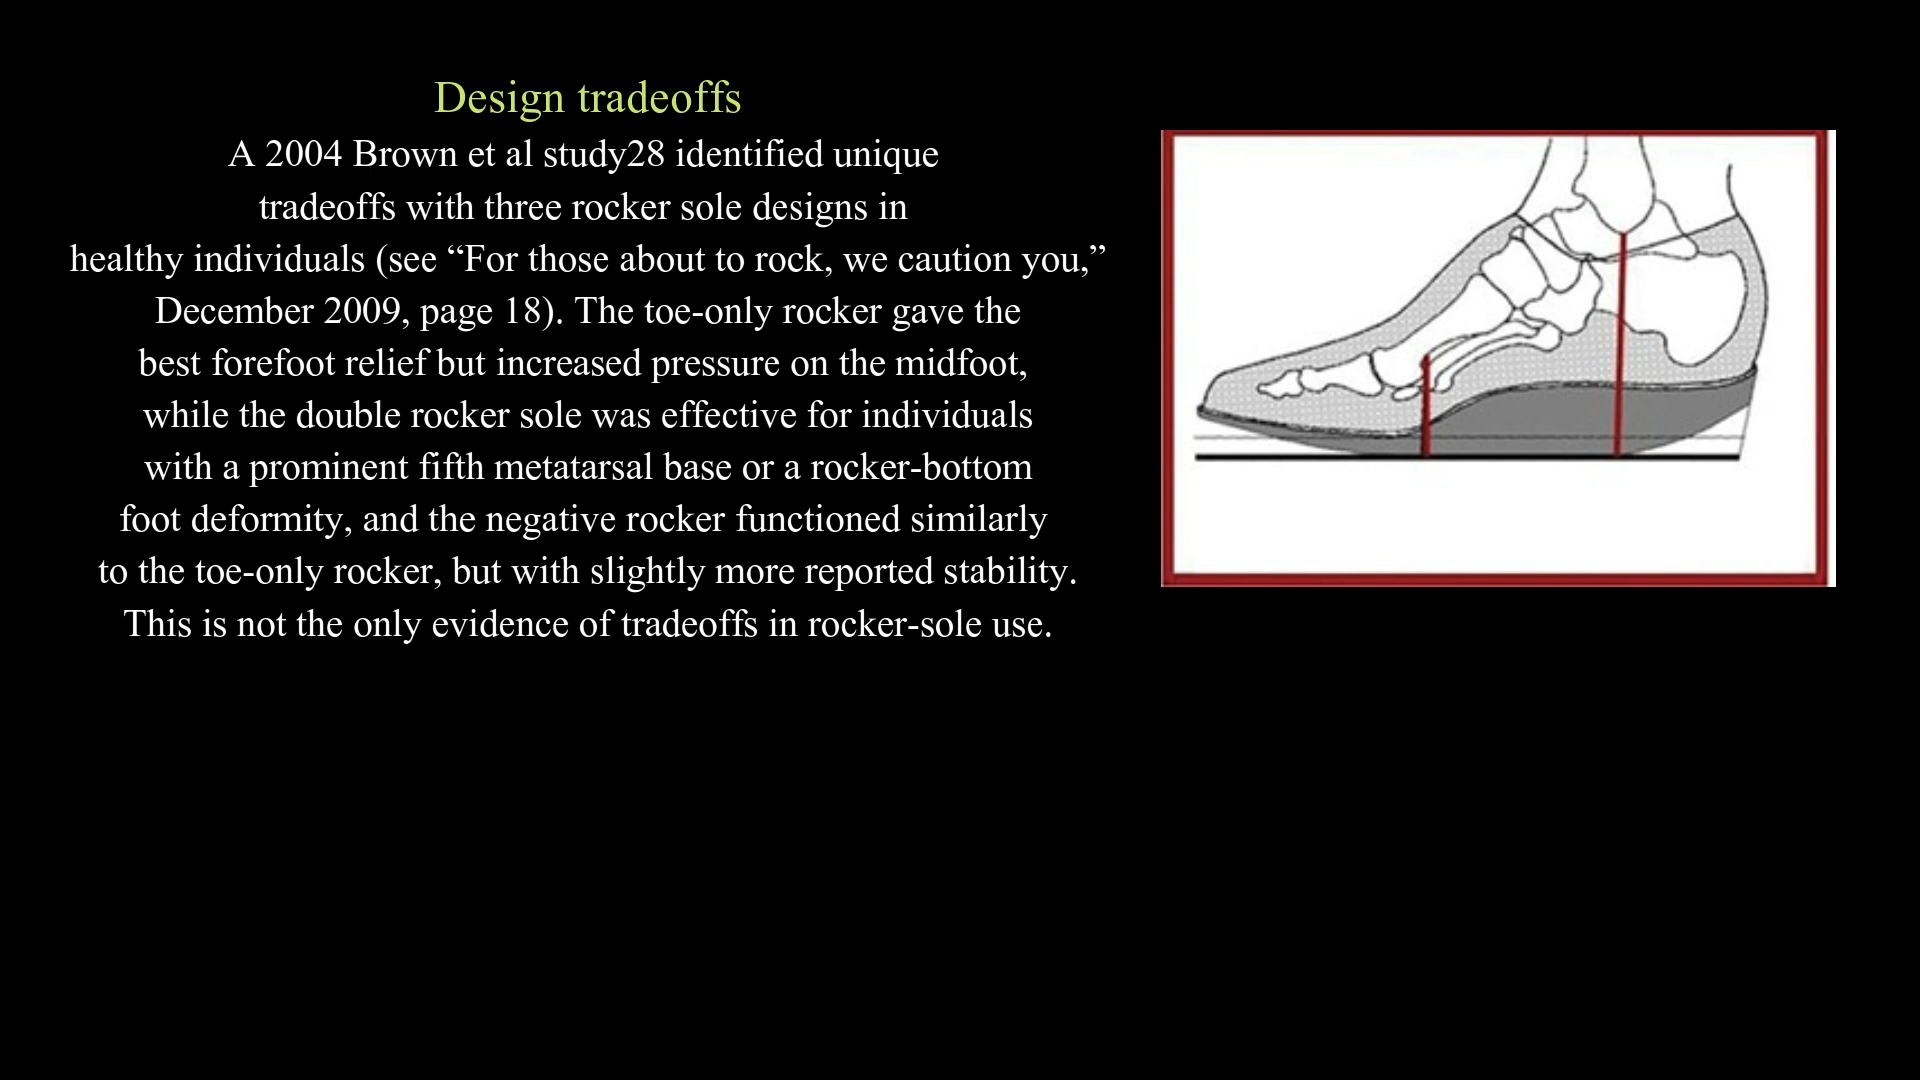 Design tradeoffs
A 2004 Brown et al study28 identified unique
tradeoffs with three rocker sole designs in
healthy individuals (see “For those about to rock, we caution you,”
December 2009, page 18). The toe-only rocker gave the
best forefoot relief but increased pressure on the midfoot,
while the double rocker sole was effective for individuals
with a prominent fifth metatarsal base or a rocker-bottom
foot deformity, and the negative rocker functioned similarly
to the toe-only rocker, but with slightly more reported stability.
This is not the only evidence of tradeoffs in rocker-sole use.